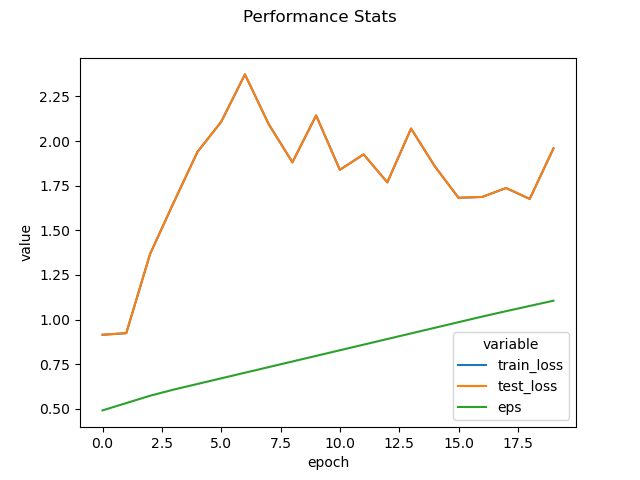 Performance Stats
value
2.25
2.00
1.75
1.50
1.25
1.00
0.75
0.50
variable
train_loss
test_loss
eps
0.0
2.5
5.0
7.5
10.0
12.5
15.0
17.5
epoch